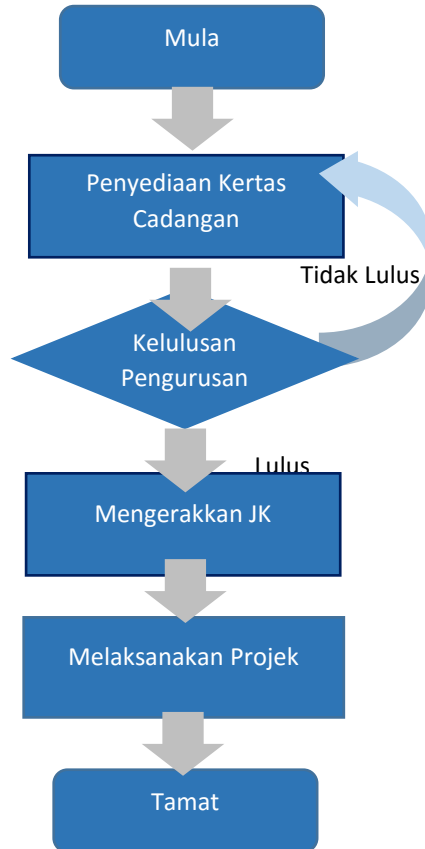 Mula
Penyediaan Kertas
Cadangan
Tidak Lulus
Kelulusan
Pengurusan
Lulus
Mengerakkan JK
Melaksanakan Projek
Tamat